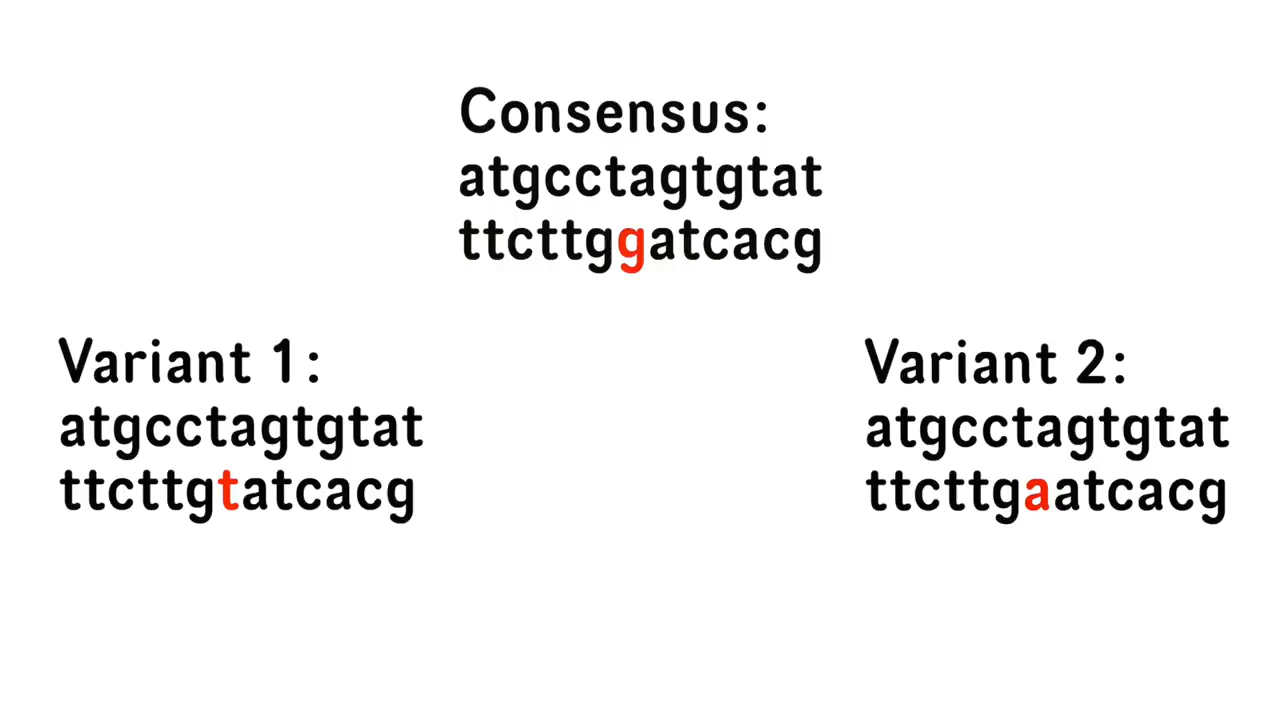 Consensus:
atgcctagtgtat
ttcttggatcacg
Variant 1:
atgcctagtgtat
ttcttgtatcacg
Variant 2:
atgcctagtgtat
ttcttgaatcacg